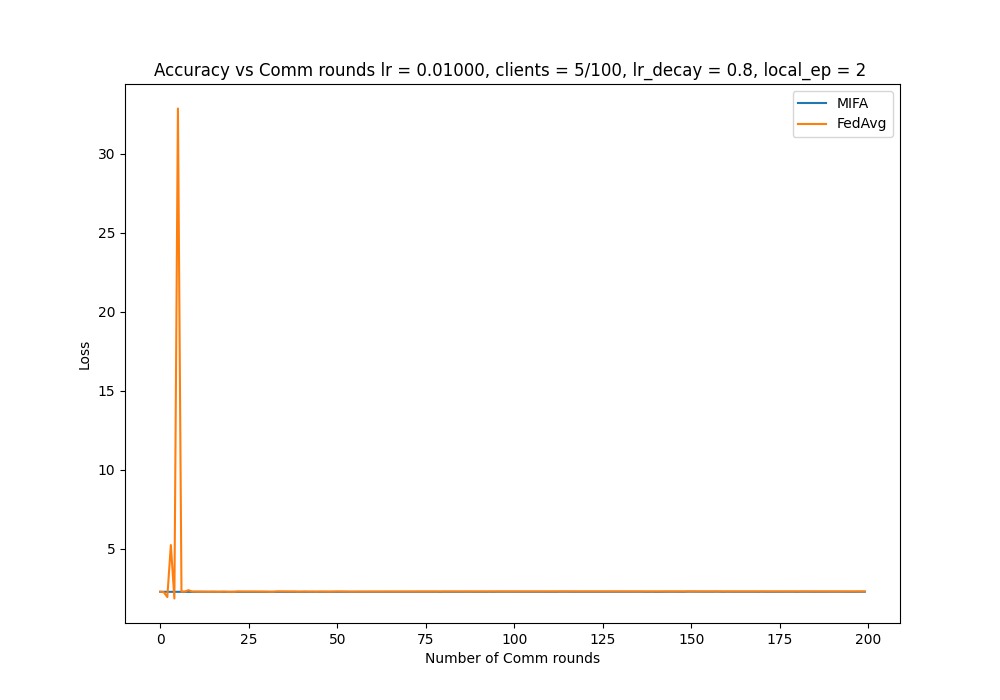 Accuracy vs Comm rounds lr = 0.01000, clients = 5/100, lr_decay = 0.8, local_ep = 2
MIFA
FedAvg
30
25
20
15
10
5
Loss
0 25 50 75 100 125 150 175 200
Number of Comm rounds